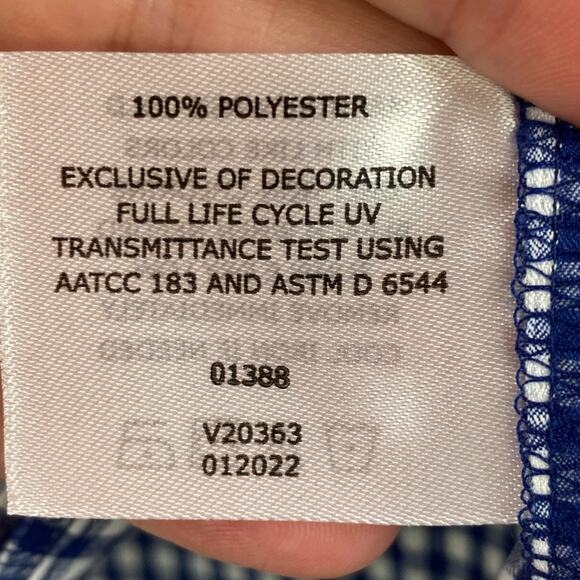 100% POLYESTER
EXCLUSIVE OF DECORATION
FULL LIFE CYCLE UV
TRANSMITTANCE TEST USING
AATCC 183 AND ASTM D 6544
01388
V20363
012022